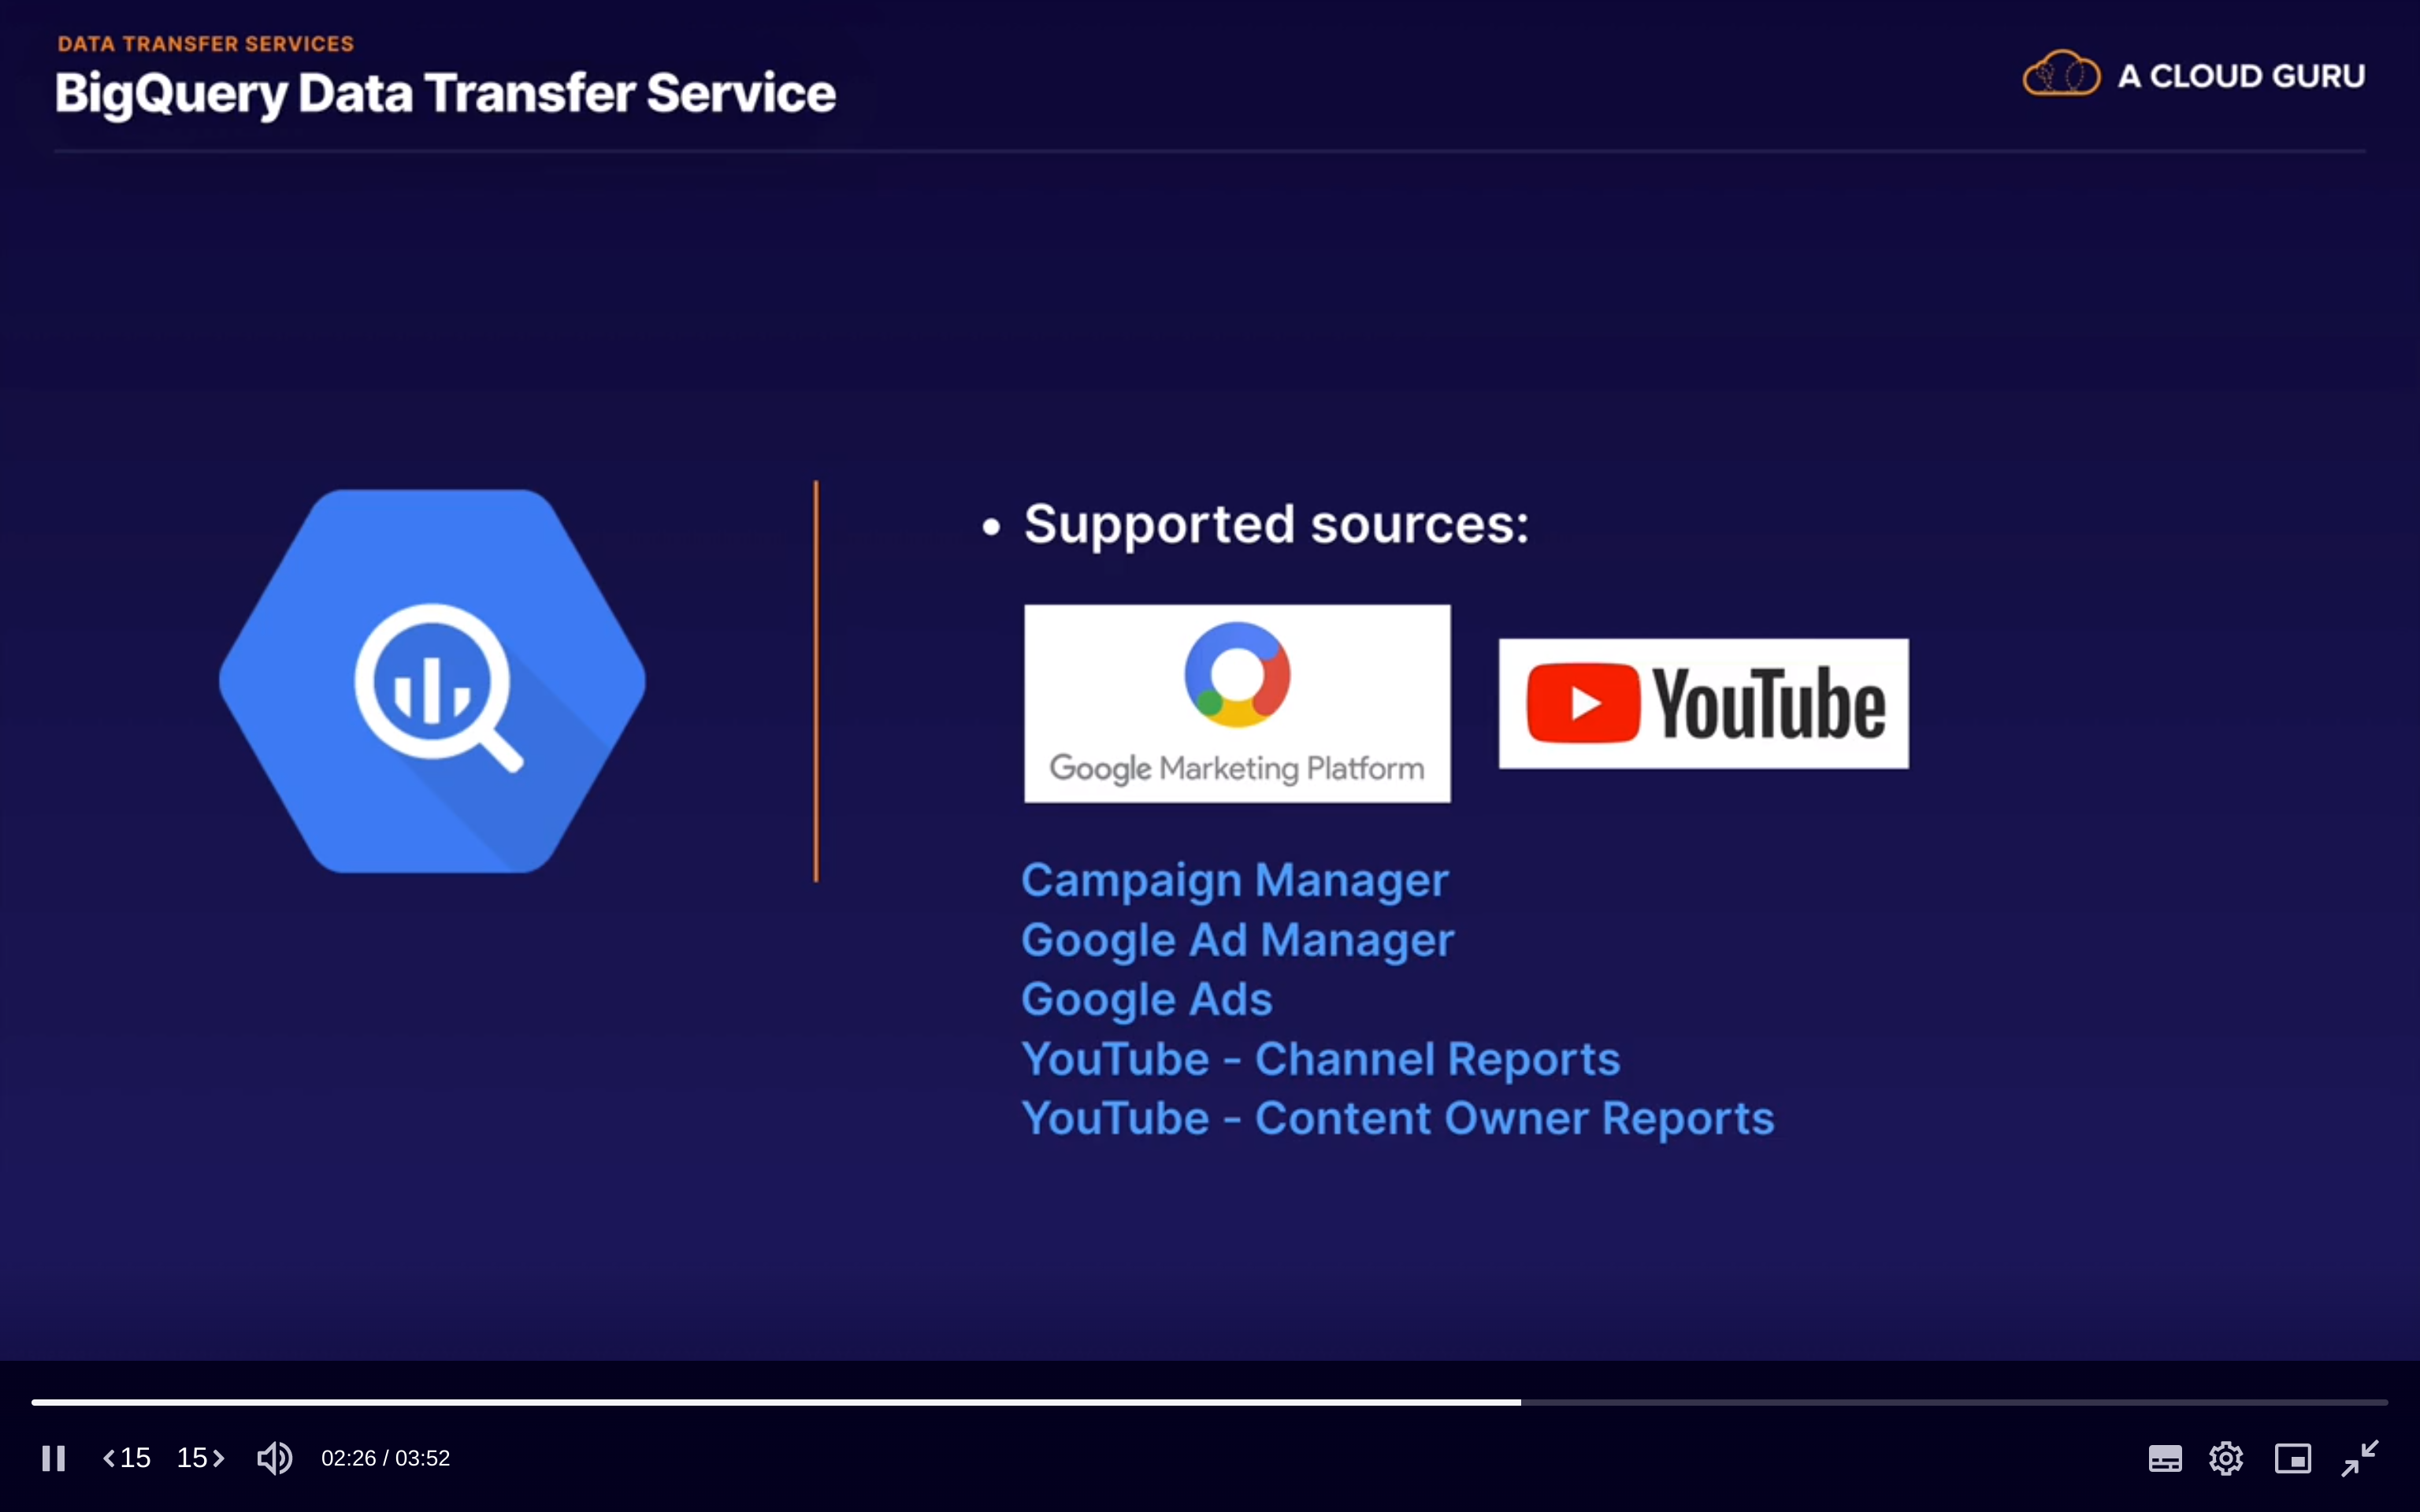 DATA TRANSFER SERVICES
BigQuery Data Transfer Service
A CLOUD GURU
• Supported sources:
Google Marketing Platform
YouTube
Campaign Manager
Google Ad Manager
Google Ads
YouTube - Channel Reports
YouTube - Content Owner Reports
<15 15> 02:26 / 03:52